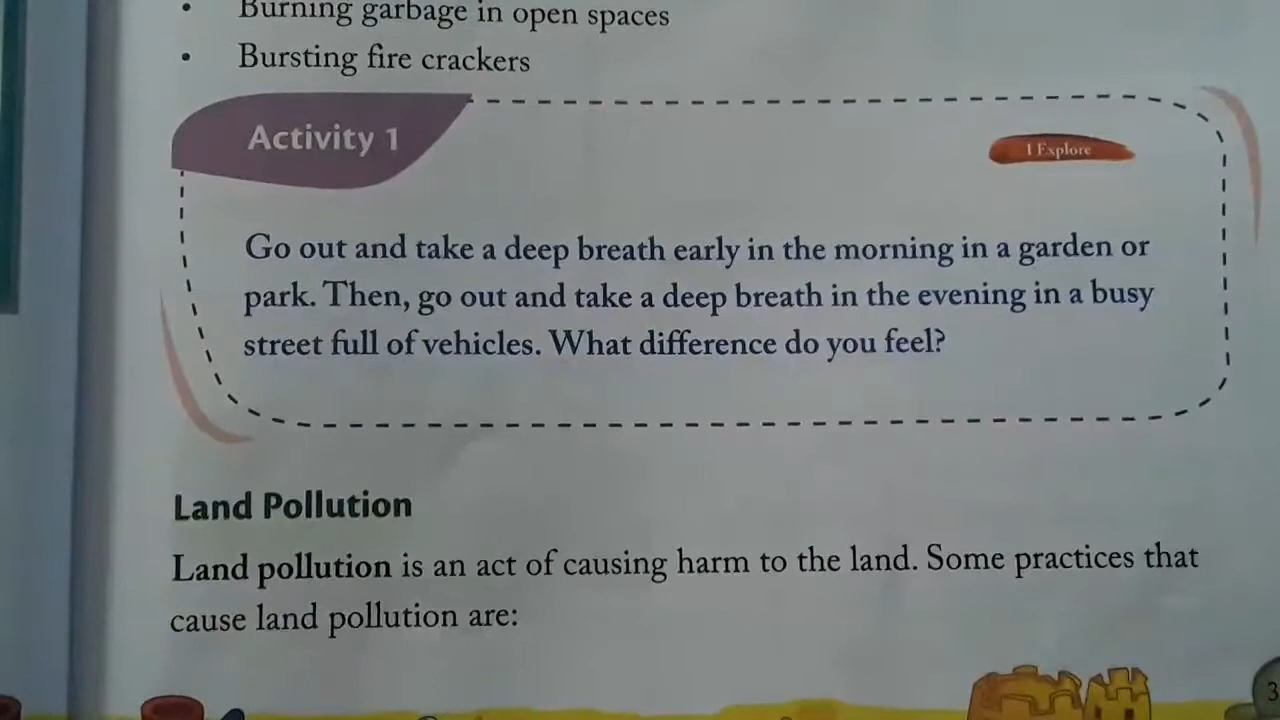 • Burning garbage in open spaces
• Bursting fire crackers
Activity 1
I Explore
Go out and take a deep breath early in the morning in a garden or
park. Then, go out and take a deep breath in the evening in a busy
street full of vehicles. What difference do you feel?
Land Pollution
Land pollution is an act of causing harm to the land. Some practices that
cause land pollution are: